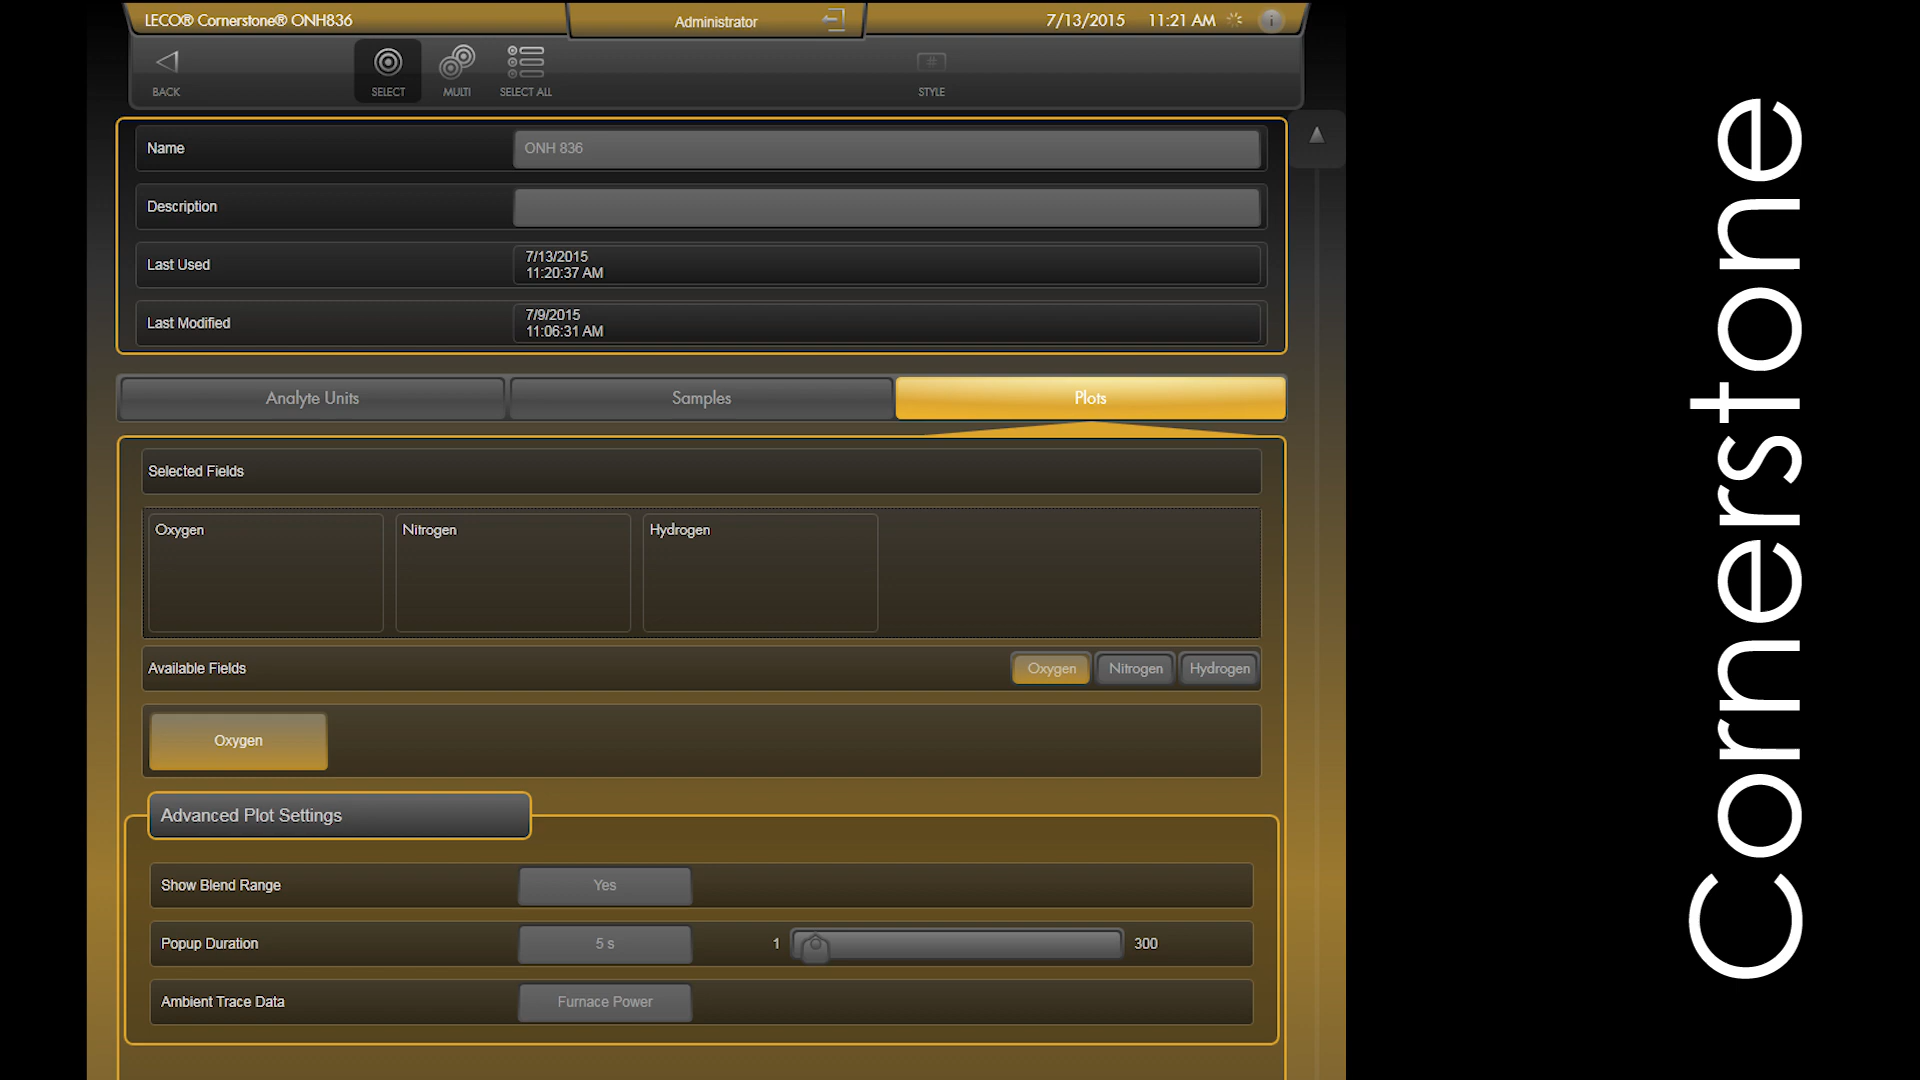 LECO® Cornerstone® ONH836
Administrator
7/13/2015 11:21 AM
BACK
SELECT
MULTI
SELECT ALL
#
STYLE
Name
ONH 836
Description
Last Used
7/13/2015
11:20:37 AM
Last Modified
7/9/2015
11:06:31 AM
Analyte Units
Samples
Plots
Selected Fields
Oxygen
Nitrogen
Hydrogen
Available Fields
Oxygen
Nitrogen
Hydrogen
Oxygen
Advanced Plot Settings
Show Blend Range
Yes
Popup Duration
5 s
1
300
Ambient Trace Data
Furnace Power
Cornerstone